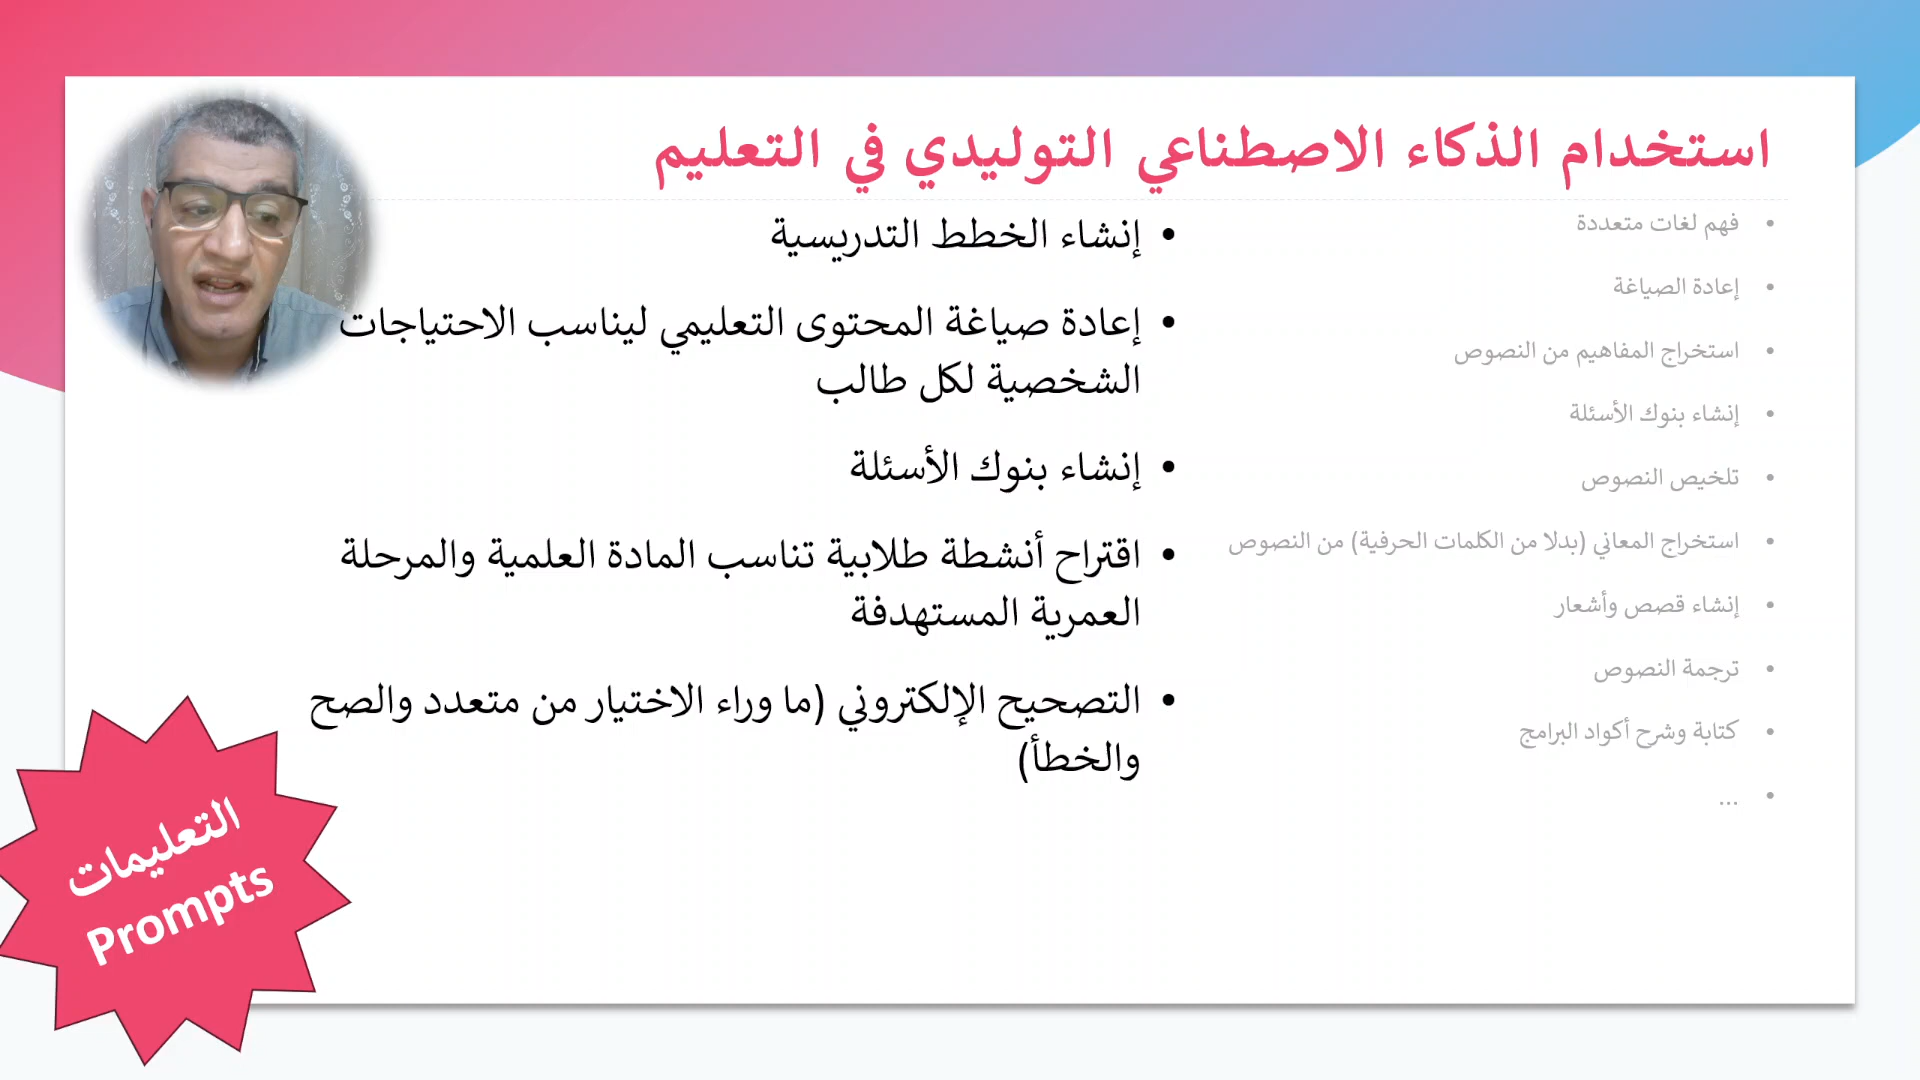 استخدام الذكاء الاصطناعي التوليدي في التعليم
• فهم لغات متعددة
• إعادة الصياغة
• استخراج المفاهيم من النصوص
• إنشاء بنوك الأسئلة
• تلخيص النصوص
• استخراج المعاني (بدلا من الكلمات الحرفية) من النصوص
• إنشاء قصص وأشعار
• ترجمة النصوص
• كتابة وشرح أكواد البرامج
• ...
• إنشاء الخطط التدريسية
• إعادة صياغة المحتوى التعليمي ليناسب الاحتياجات
الشخصية لكل طالب
• إنشاء بنوك الأسئلة
• اقتراح أنشطة طلابية تناسب المادة العلمية والمرحلة
العمرية المستهدفة
• التصحيح الإلكتروني (ما وراء الاختيار من متعدد والصح
والخطأ)
التعليمات
Prompts